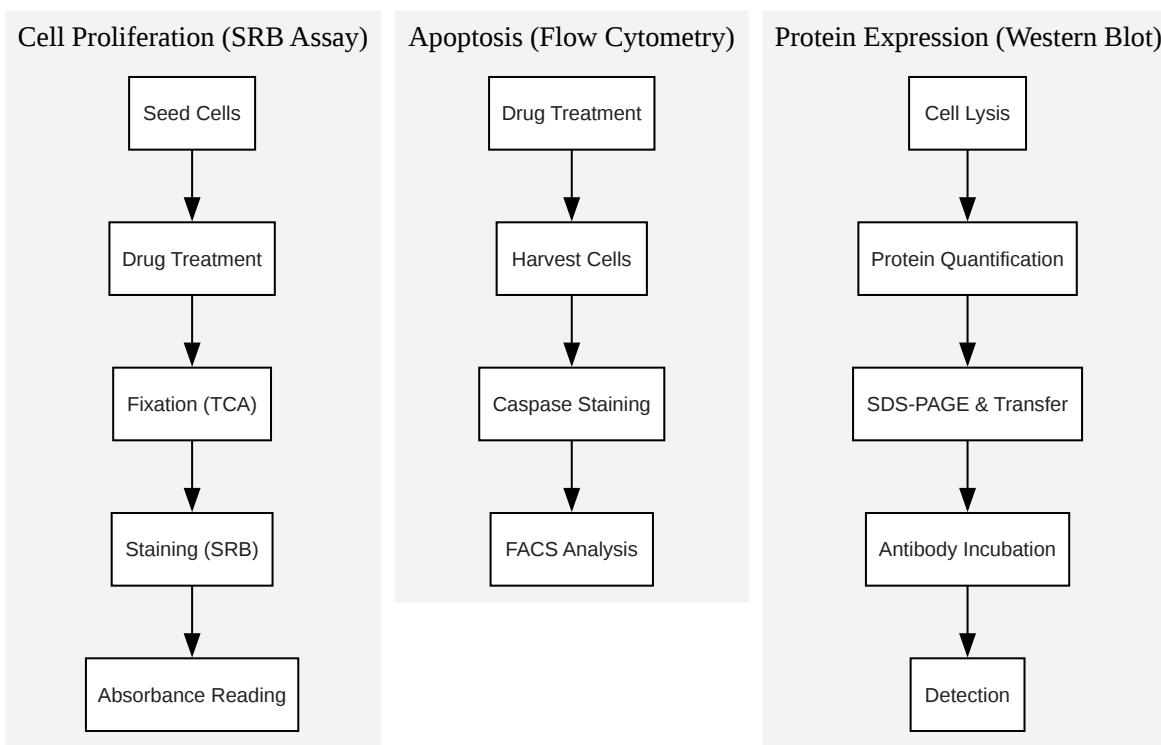 Cell Proliferation (SRB Assay)
Seed Cells
Drug Treatment
Fixation (TCA)
Staining (SRB)
Absorbance Reading
Apoptosis (Flow Cytometry)
Drug Treatment
Harvest Cells
Caspase Staining
FACS Analysis
Protein Expression (Western Blot)
Cell Lysis
Protein Quantification
SDS-PAGE & Transfer
Antibody Incubation
Detection